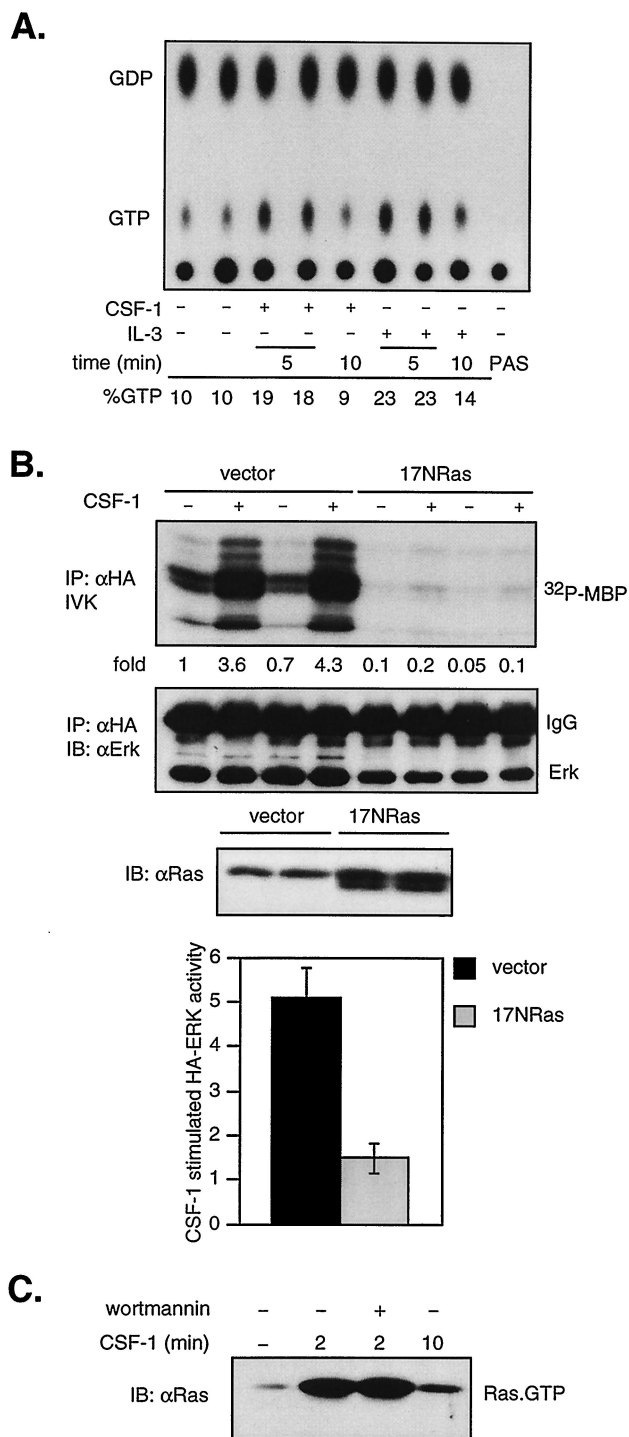 A.
GDP
GTP
CSF-1 – – + + + – – – –
IL-3 – – – – – + + + –
time (min) 5 10 5 10 PAS
%GTP 10 10 19 18 9 23 23 14
B.
vector 17NRas
CSF-1 – + – + – + – +
IP: αHA
IVK
32P-MBP
fold 1 3.6 0.7 4.3 0.1 0.2 0.05 0.1
IP: αHA
IB: αErk
IgG
Erk
vector 17NRas
IB: αRas
CSF-1 stimulated HA-ERK activity
6
5
4
3
2
1
0
vector
17NRas
C.
wortmannin – – + –
CSF-1 (min) – 2 2 10
IB: αRas
Ras.GTP